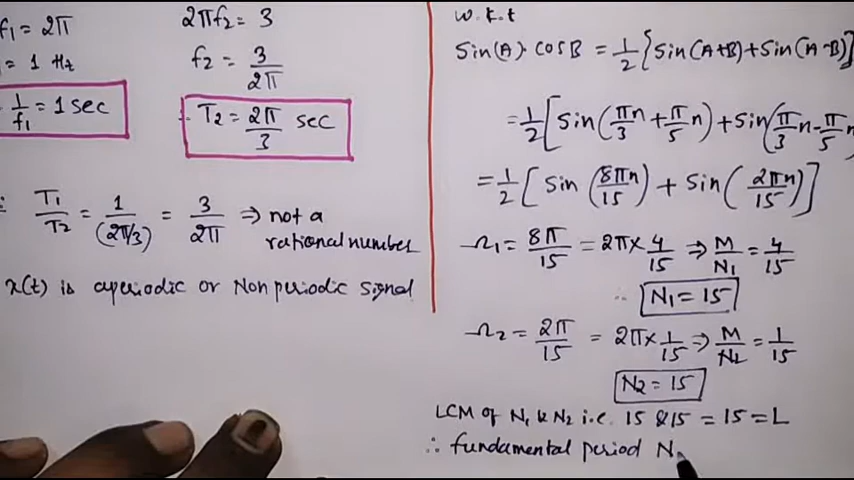 f₁ = 2π
= 1 Hz
1/f₁ = 1 sec
2πf₂ = 3
f₂ = 3/2π
∴ T₂ = 2π/3 sec
T₁/T₂ = 1/(2π/3) = 3/2π ⇒ not a
rational number
x(t) is aperiodic or Non periodic signal
w.k.t
Sin(A)·cosB = 1/2{Sin(A+B)+Sin(A-B)}
= 1/2[Sin(πn/3 + π/5 n) + Sin(πn/3 - π/5 n
= 1/2[Sin(8πn/15) + Sin(2πn/15)]
Ω₁ = 8π/15 = 2π × 4/15 ⇒ M/N₁ = 4/15
∴ N₁ = 15
Ω₂ = 2π/15 = 2π × 1/15 ⇒ M/N₂ = 1/15
N₂ = 15
LCM of N₁ & N₂ i.e. 15 & 15 = 15 = L
∴ fundamental period N